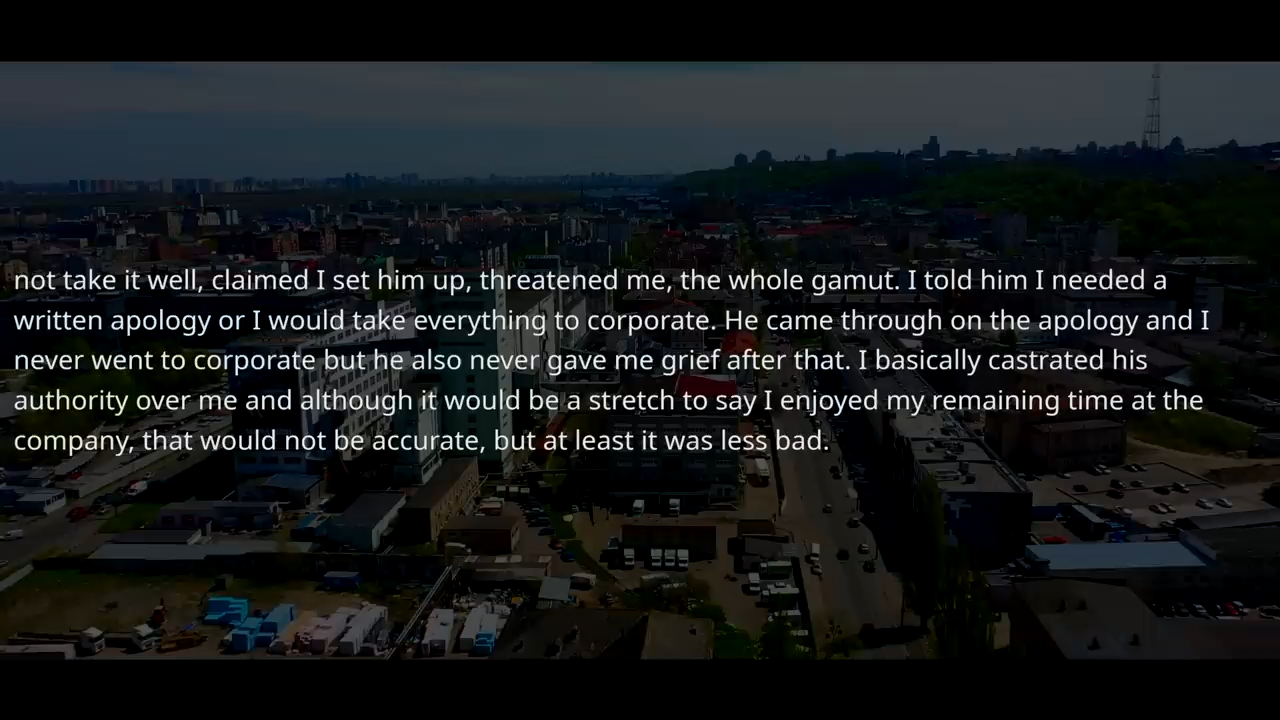 not take it well, claimed I set him up, threatened me, the whole gamut. I told him I needed a
written apology or I would take everything to corporate. He came through on the apology and I
never went to corporate but he also never gave me grief after that. I basically castrated his
authority over me and although it would be a stretch to say I enjoyed my remaining time at the
company, that would not be accurate, but at least it was less bad.